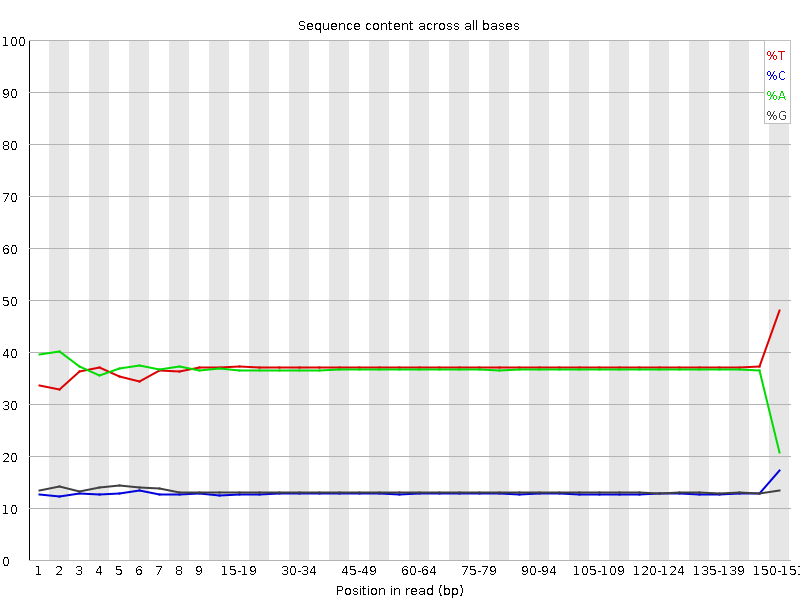 Sequence content across all bases
100
90
80
70
60
50
40
30
20
10
0
%T
%C
%A
%G
1 2 3 4 5 6 7 8 9 15-19 30-34 45-49 60-64 75-79 90-94 105-109 120-124 135-139 150-151
Position in read (bp)